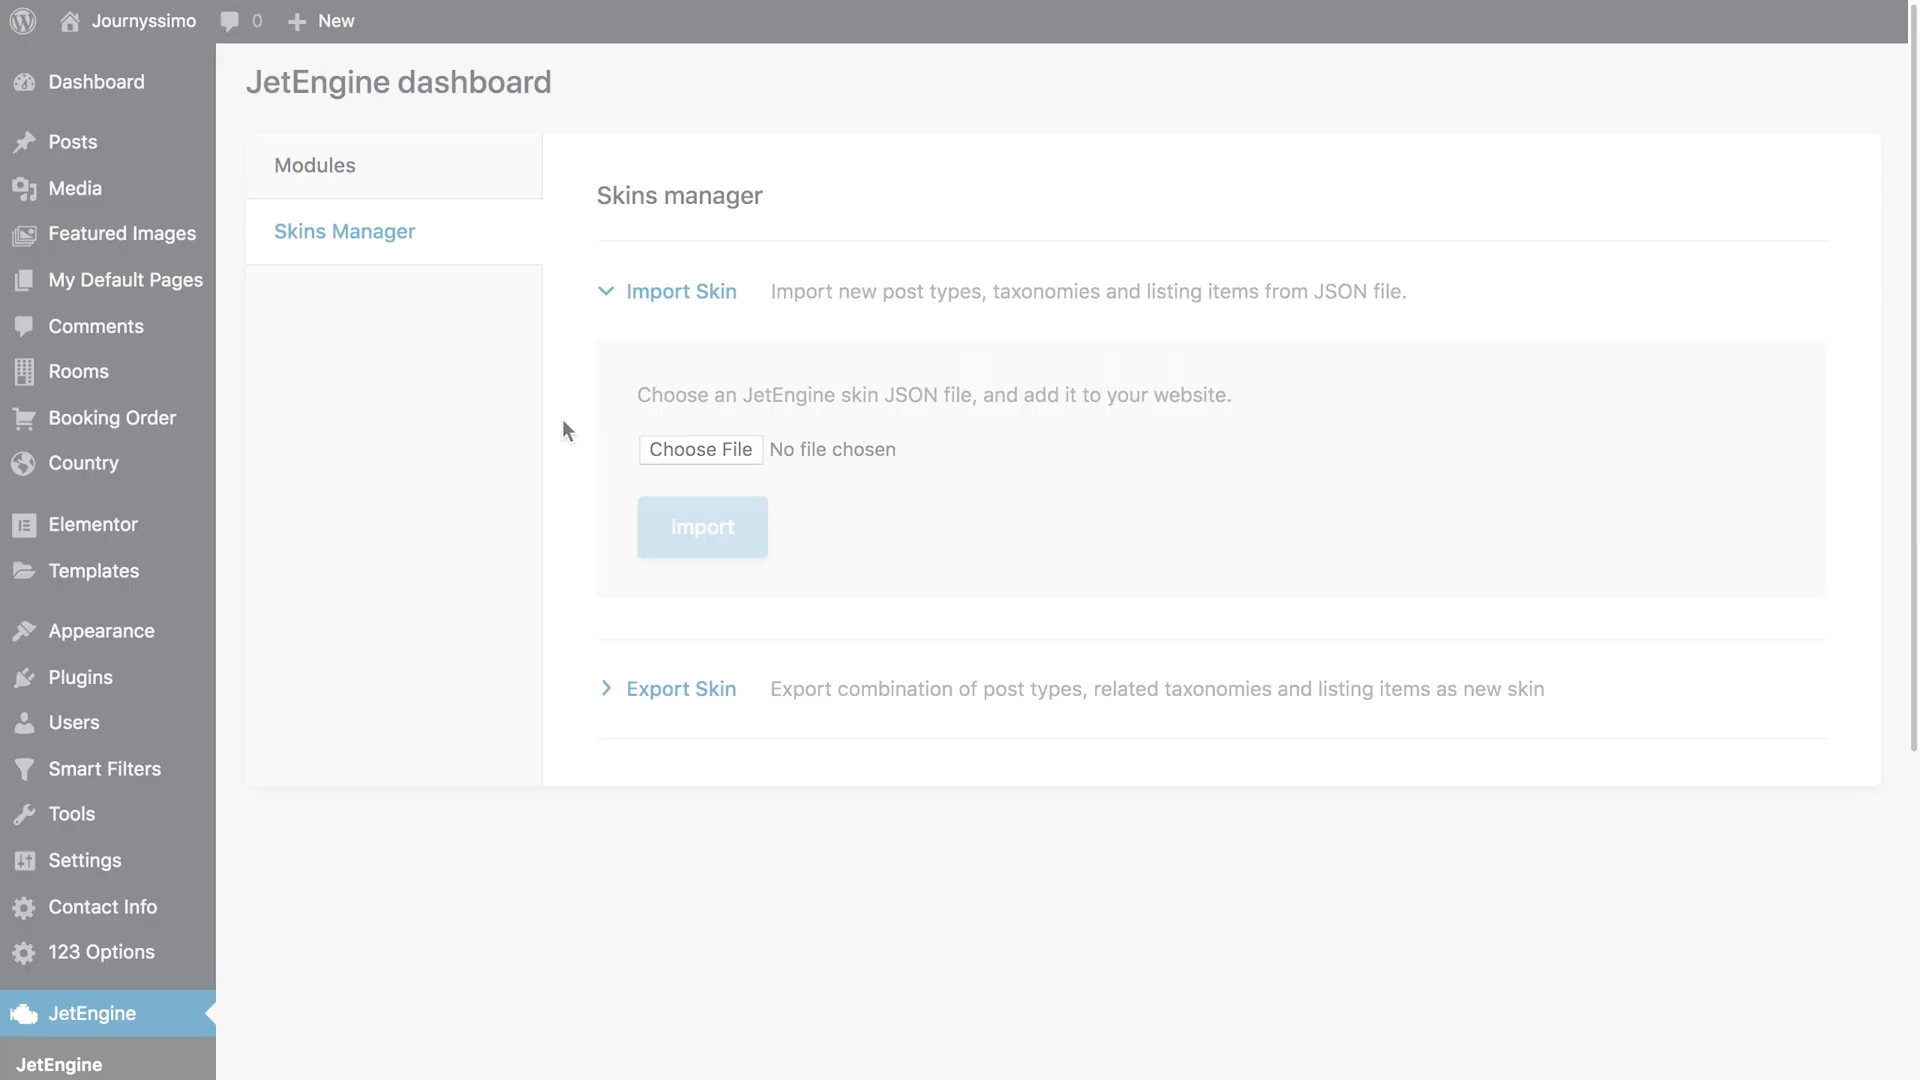 Journyssimo 0 New
Dashboard
Posts
Media
Featured Images
My Default Pages
Comments
Rooms
Booking Order
Country
Elementor
Templates
Appearance
Plugins
Users
Smart Filters
Tools
Settings
Contact Info
123 Options
JetEngine
JetEngine
JetEngine dashboard
Modules
Skins Manager
Skins manager
Import Skin Import new post types, taxonomies and listing items from JSON file.
Choose an JetEngine skin JSON file, and add it to your website.
Choose File No file chosen
Import
Export Skin Export combination of post types, related taxonomies and listing items as new skin